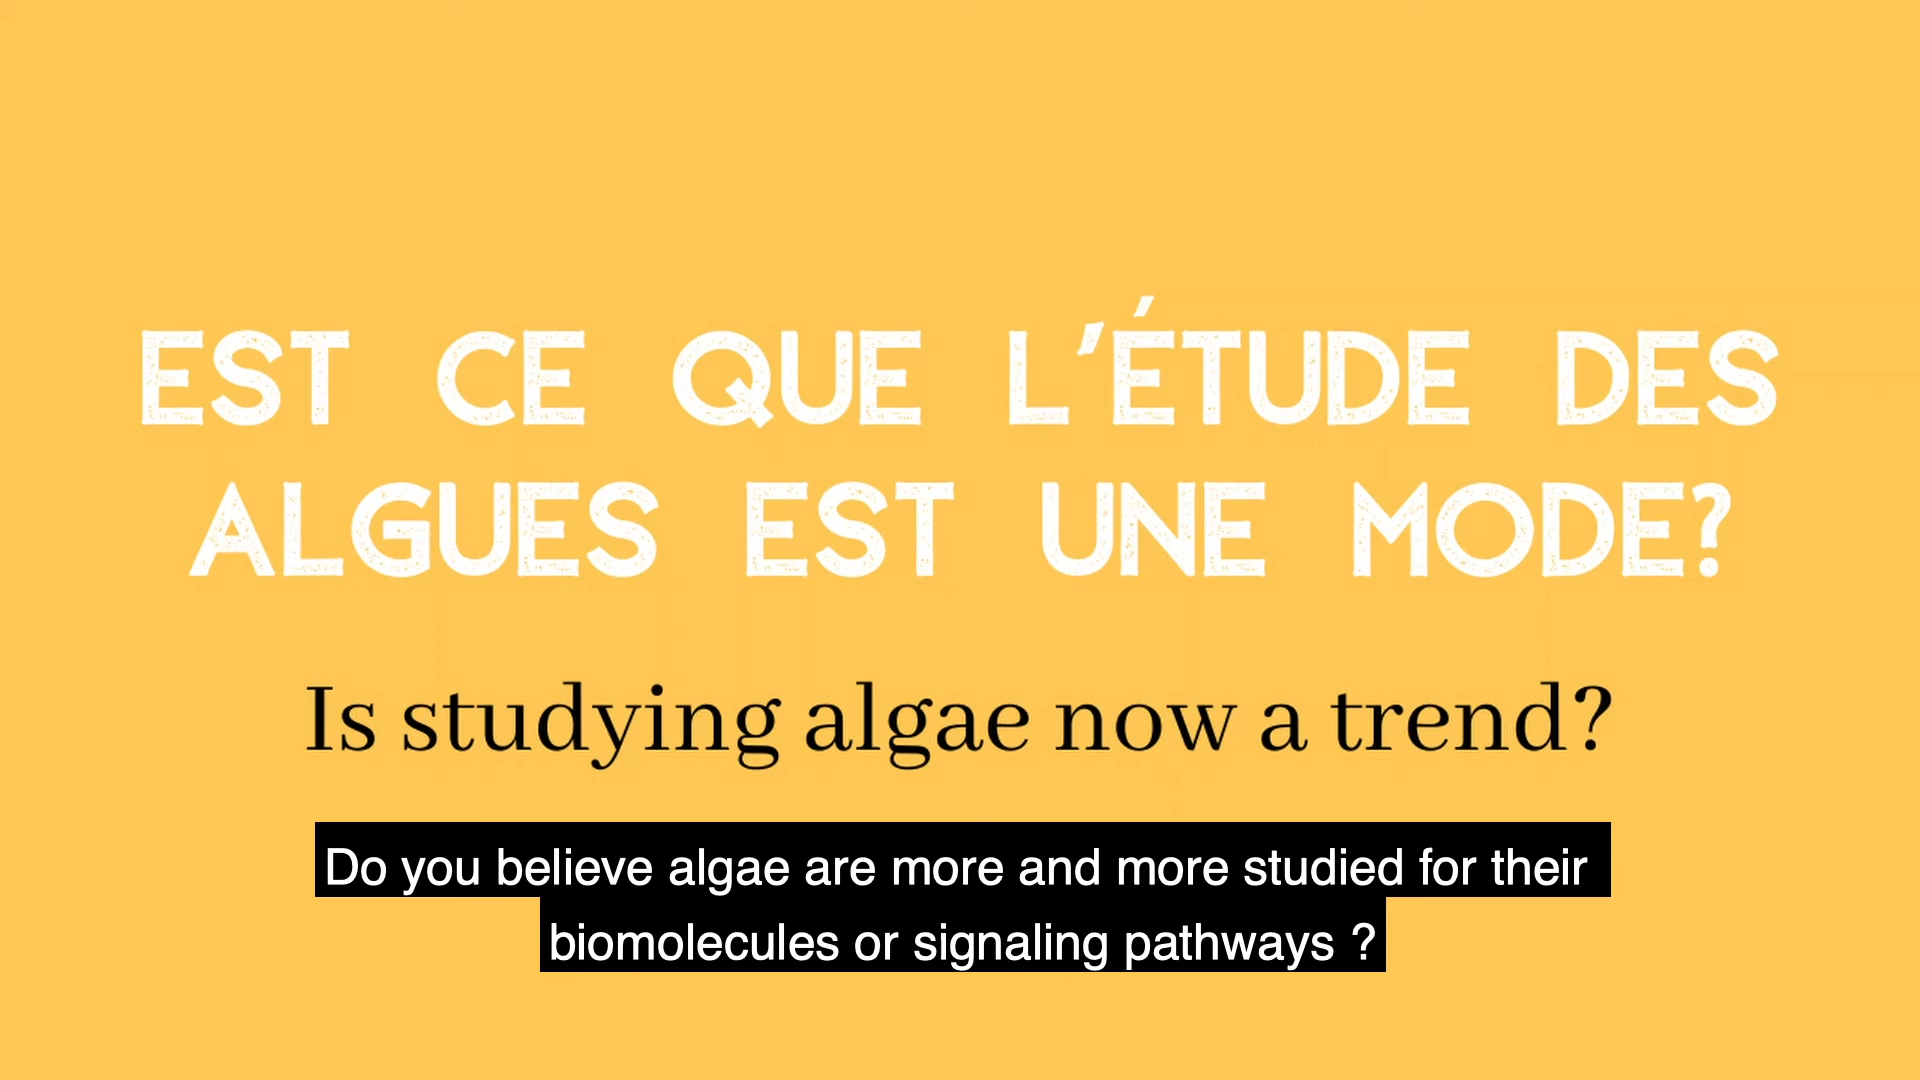 EST CE QUE L'ÉTUDE DES
ALGUES EST UNE MODE?
Is studying algae now a trend?
Do you believe algae are more and more studied for their
biomolecules or signaling pathways ?